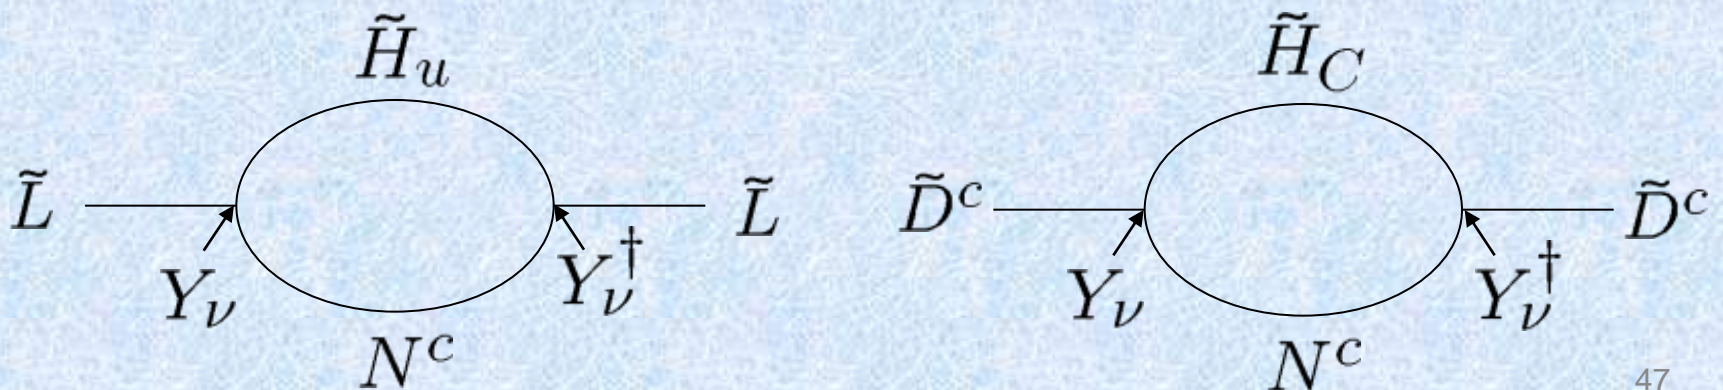 H̃_u H̃_C
L̃ L̃ D̃^c D̃^c
Y_ν Y_ν^† Y_ν Y_ν^†
N^c N^c
47